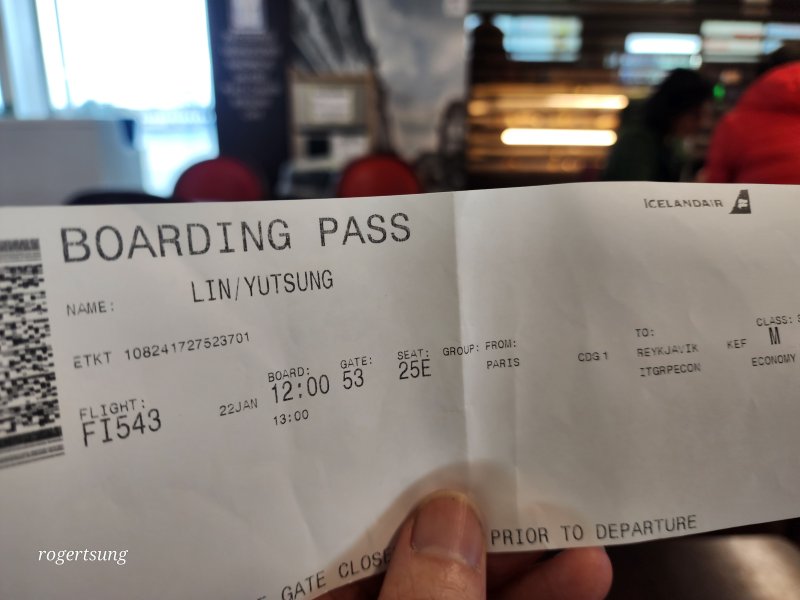 ICELANDAIR
BOARDING PASS
NAME: LIN/YUTSUNG
ETKT 108241727523701
FLIGHT: BOARD: GATE: SEAT: GROUP: FROM: TO: CLASS:
FI543 22JAN 12:00 53 25E PARIS CDG 1 REYKJAVIK KEF M
13:00 ITGRPECON ECONOMY
GATE CLOSE PRIOR TO DEPARTURE
rogertsung